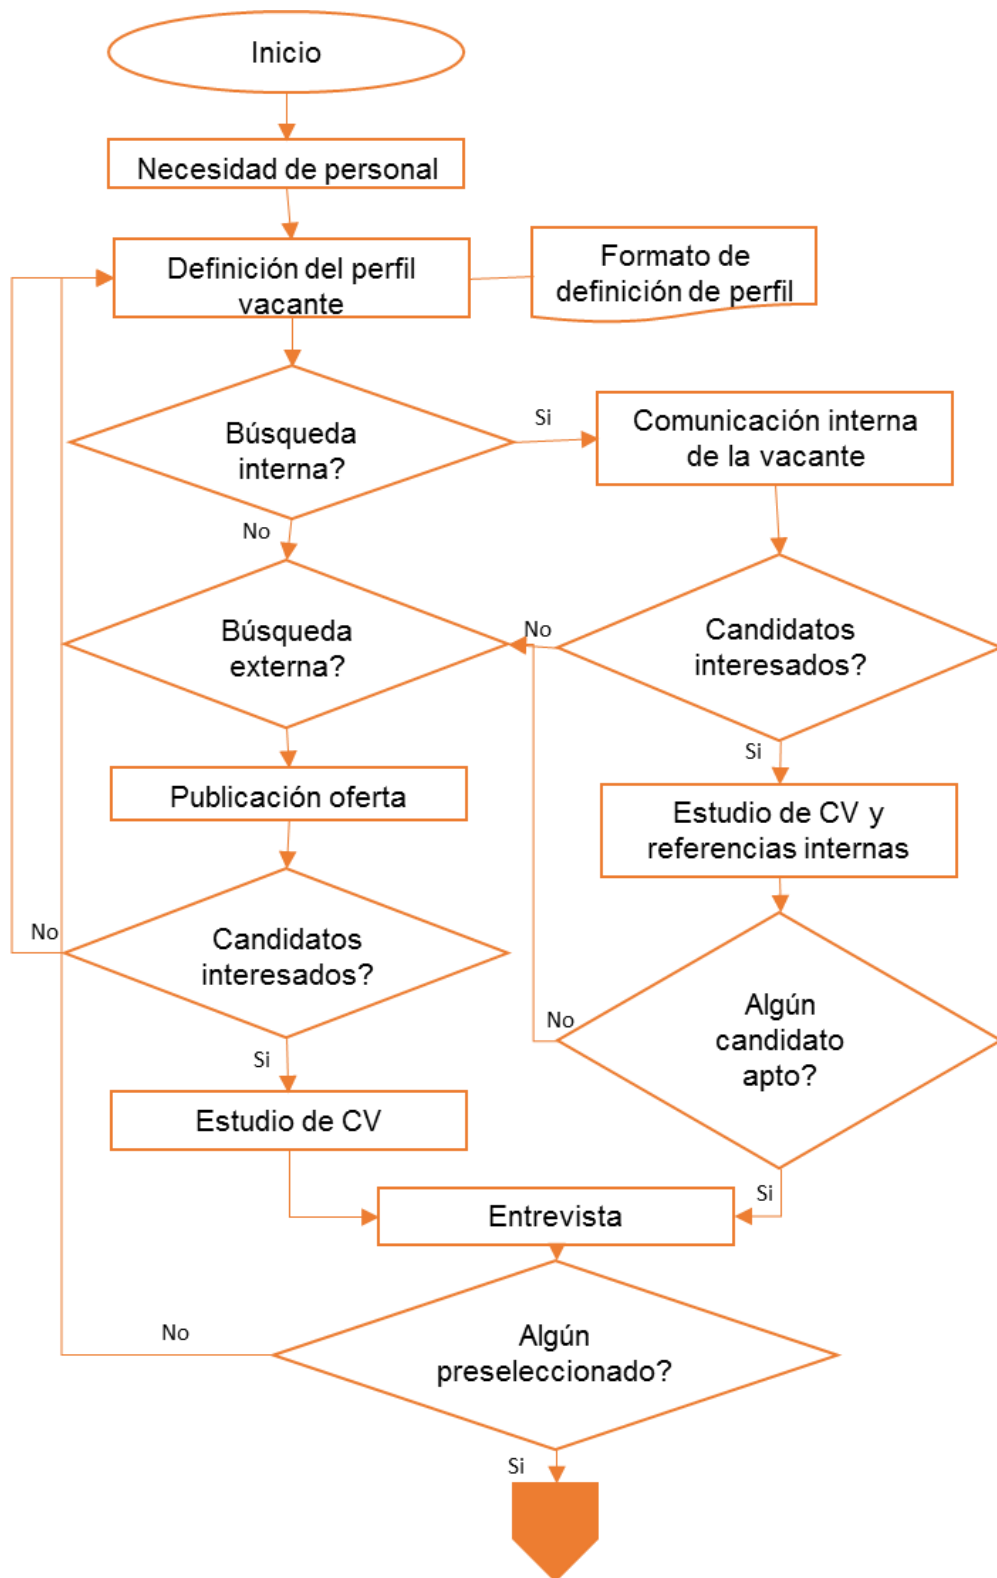 Inicio
Necesidad de personal
Definición del perfil
vacante
Formato de
definición de perfil
Búsqueda
interna?
Si
Comunicación interna
de la vacante
No
Búsqueda
externa?
No
Candidatos
interesados?
Si
Publicación oferta
Estudio de CV y
referencias internas
No
Candidatos
interesados?
Si
No
Algún
candidato
apto?
Estudio de CV
Si
Entrevista
No
Algún
preseleccionado?
Si